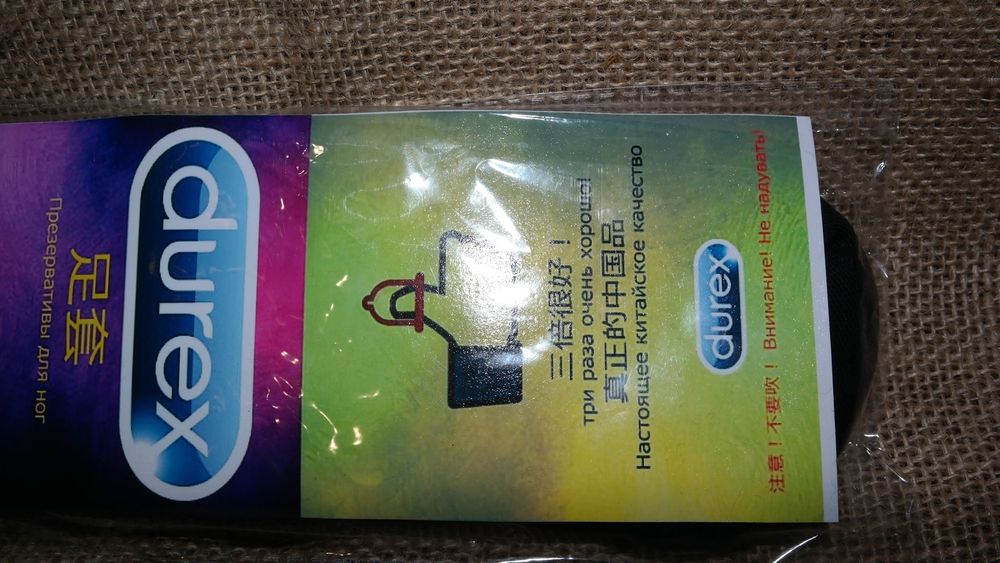 durex
足套
Презервативы для ног
三倍很好！
три раза очень хорошо!
真正的中国品
Настоящее китайское качество
durex
注意！不要吹！ Внимание! Не надувать!